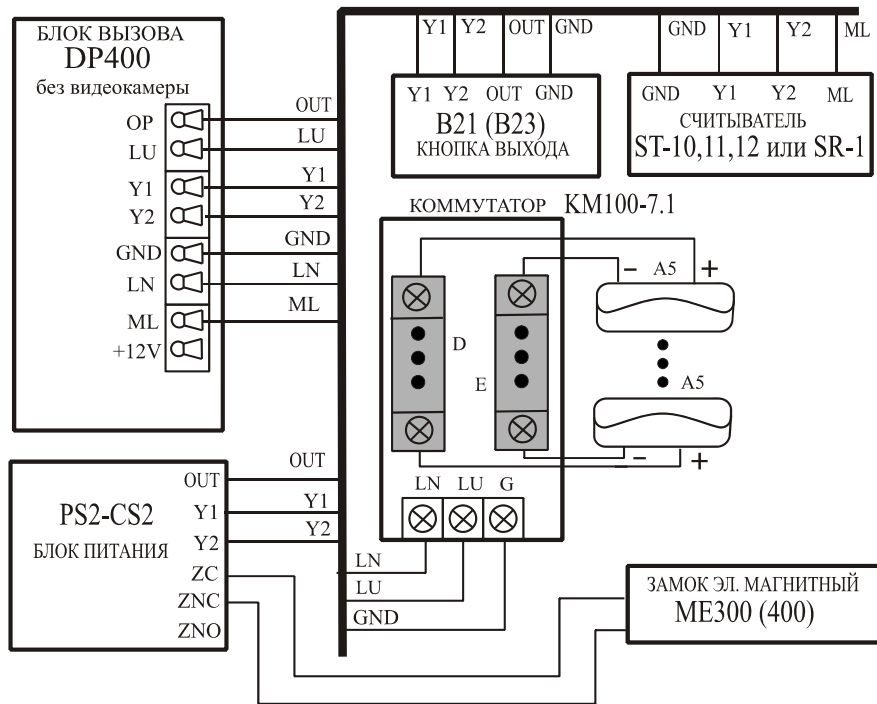 БЛОК ВЫЗОВА
DP400
без видеокамеры
OP
LU
Y1
Y2
GND
LN
ML
+12V
OUT
LU
Y1
Y2
GND
LN
ML
Y1 Y2 OUT GND
Y1 Y2 OUT GND
B21 (B23)
КНОПКА ВЫХОДА
GND Y1 Y2 ML
GND Y1 Y2 ML
СЧИТЫВАТЕЛЬ
ST-10,11,12 или SR-1
КОММУТАТОР KM100-7.1
D
E
– A5 +
A5
– – +
LN LU G
LN
LU
GND
PS2-CS2
БЛОК ПИТАНИЯ
OUT
Y1
Y2
ZC
ZNC
ZNO
OUT
Y1
Y2
ЗАМОК ЭЛ. МАГНИТНЫЙ
ME300 (400)